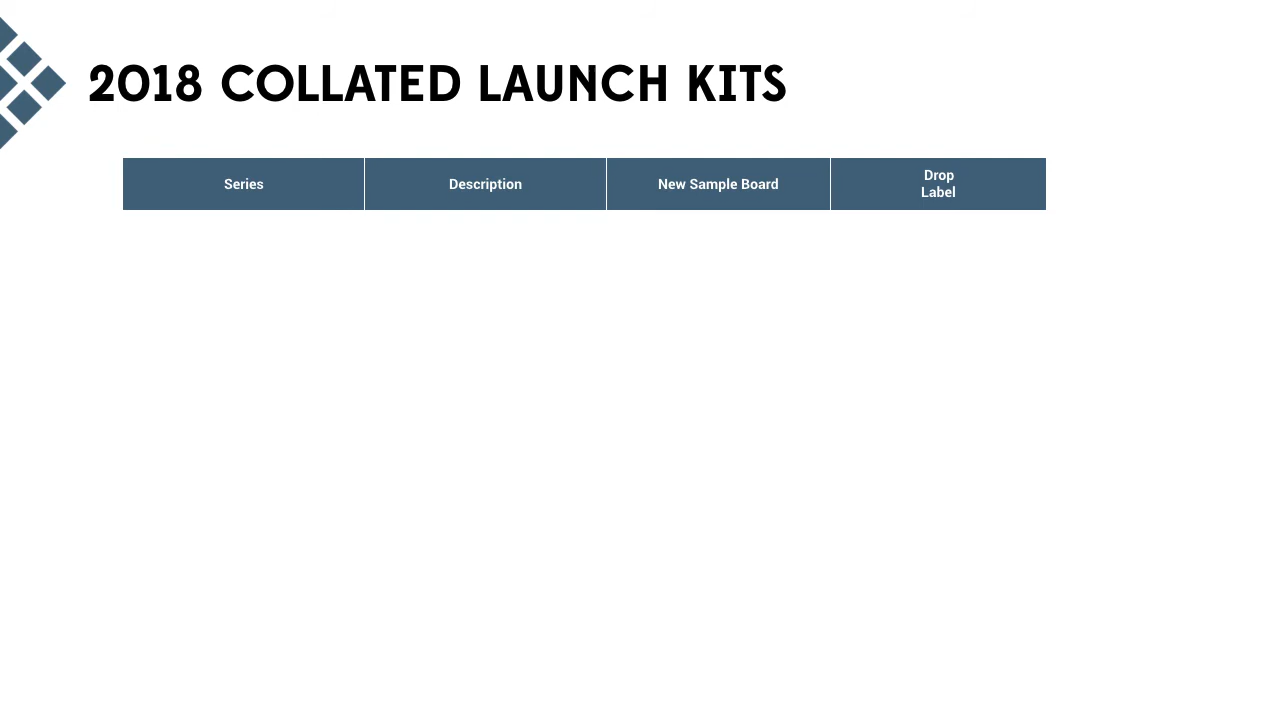 2018 COLLATED LAUNCH KITS
Series
Description
New Sample Board
Drop
Label